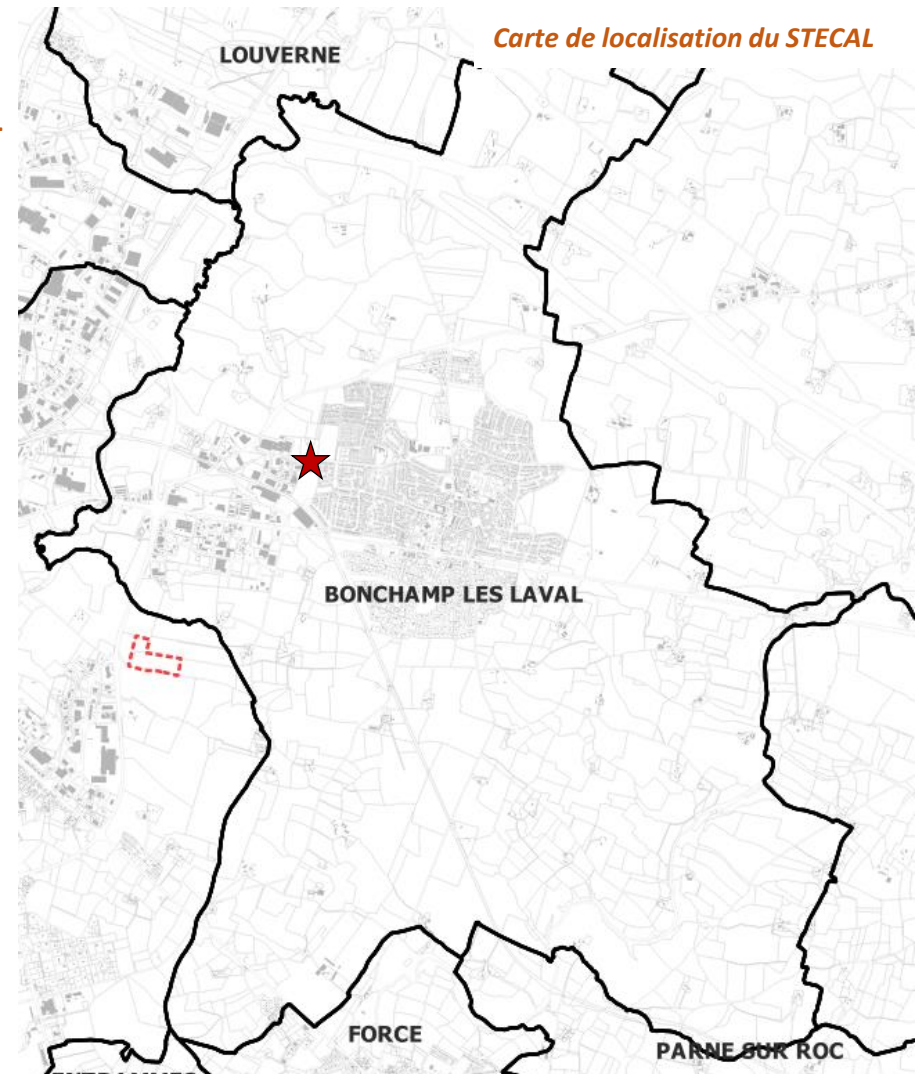 Carte de localisation du STECAL
LOUVERNE
BONCHAMP LES LAVAL
FORCE
PARNE SUR ROC